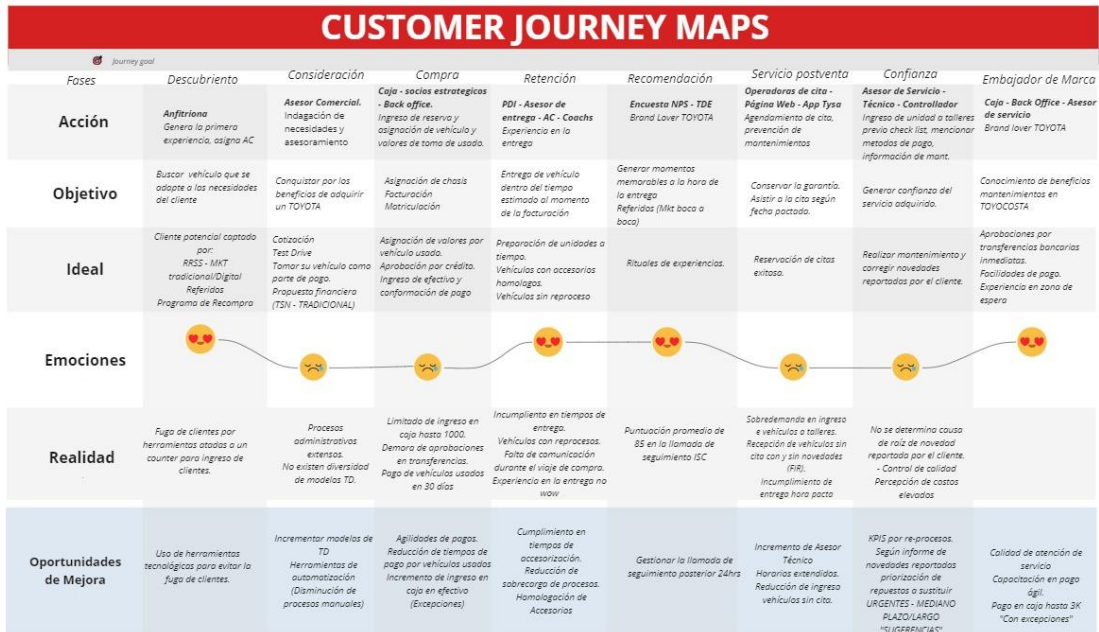 CUSTOMER JOURNEY MAPS
Journey goal
Fases
Descubriento
Consideración
Compra
Retención
Recomendación
Servicio postventa
Confianza
Embajador de Marca
Acción
Anfitriona
Genera la primera
experiencia, asigna AC
Asesor Comercial.
Indagación de
necesidades y
asesoramiento
Caja - socios estrategicos
- Back office.
Ingreso de reserva y
asignación de vehículo y
valores de toma de usado.
PDI - Asesor de
entrega - AC - Coachs
Experiencia en la
entrega
Encuesta NPS - TDE
Brand Lover TOYOTA
Operadoras de cita -
Página Web - App Tysa
Agendamiento de cita,
prevención de
mantenimientos
Asesor de Servicio -
Técnico - Controlador
Ingreso de unidad a talleres
previo check list, mencionar
metodos de pago,
información de mant.
Caja - Back Office - Asesor
de servicio
Brand lover TOYOTA
Objetivo
Buscar vehículo que se
adapte a las necesidades
del cliente
Conquistar por los
beneficios de adquirir
un TOYOTA
Asignación de chasis
Facturación
Matriculación
Entrega de vehículo
dentro del tiempo
estimado al momento
de la facturación
Generar momentos
memorables a la hora de
la entrega
Referidos (Mkt boca a
boca)
Conservar la garantía.
Asistir a la cita según
fecha pactada.
Generar confianza del
servicio adquirido.
Conocimiento de beneficios
mantenimientos en
TOYOCOSTA
Ideal
Cliente potencial captado
por:
RRSS - MKT
tradicional/Digital
Referidos
Programa de Recompra
Cotización
Test Drive
Tomar su vehículo como
parte de pago.
Propuesta financiera
(TSN - TRADICIONAL)
Asignación de valores por
vehículo usado.
Aprobación por crédito.
Ingreso de efectivo y
conformación de pago
Preparación de unidades a
tiempo.
Vehículos con accesorios
homologos.
Vehículos sin reproceso
Rituales de experiencias.
Reservación de citas
exitosa.
Realizar mantenimiento y
corregir novedades
reportadas por el cliente.
Aprobaciones por
transferencias bancarias
inmediatas.
Facilidades de pago.
Experiencia en zona de
espera
Emociones
Realidad
Fuga de clientes por
herramientas atadas a un
counter para ingreso de
clientes.
Procesos
administrativos
extensos.
No existen diversidad
de modelos TD.
Limitado de ingreso en
caja hasta 1000.
Demora de aprobaciones
en transferencias.
Pago de vehículos usados
en 30 días
Incumpliento en tiempos de
entrega.
Vehículos con reprocesos.
Falta de comunicación
durante el viaje de compra.
Experiencia en la entrega no
wow
Puntuación promedio de
85 en la llamada de
seguimiento ISC
Sobredemanda en ingreso
e vehículos a talleres.
Recepción de vehículos sin
cita con y sin novedades
(FIR).
Incumplimiento de
entrega hora pacta
No se determina causa
de raíz de novedad
reportada por el cliente.
- Control de calidad
Percepción de costos
elevados
Oportunidades
de Mejora
Uso de herramientas
tecnológicas para evitar la
fuga de clientes.
Incrementar modelos de
TD
Herramientas de
automatización
(Disminución de
procesos manuales)
Agilidades de pagos.
Reducción de tiempos de
pago por vehículos usados
Incremento de ingreso en
caja en efectivo
(Excepciones)
Cumplimiento en
tiempos de
accesorización.
Reducción de
sobrecarga de procesos.
Homologación de
Accesorios
Gestionar la llamada de
seguimiento posterior 24hrs
Incremento de Asesor
Técnico
Horarios extendidos.
Reducción de ingreso
vehículos sin cita.
KPIS por re-procesos.
Según informe de
novedades reportadas
priorización de
repuestos a sustituir
URGENTES - MEDIANO
PLAZO/LARGO
"SUGERENCIAS"
Calidad de atención de
servicio
Capacitación en pago
ágil.
Pago en caja hasta 3K
"Con excepciones"